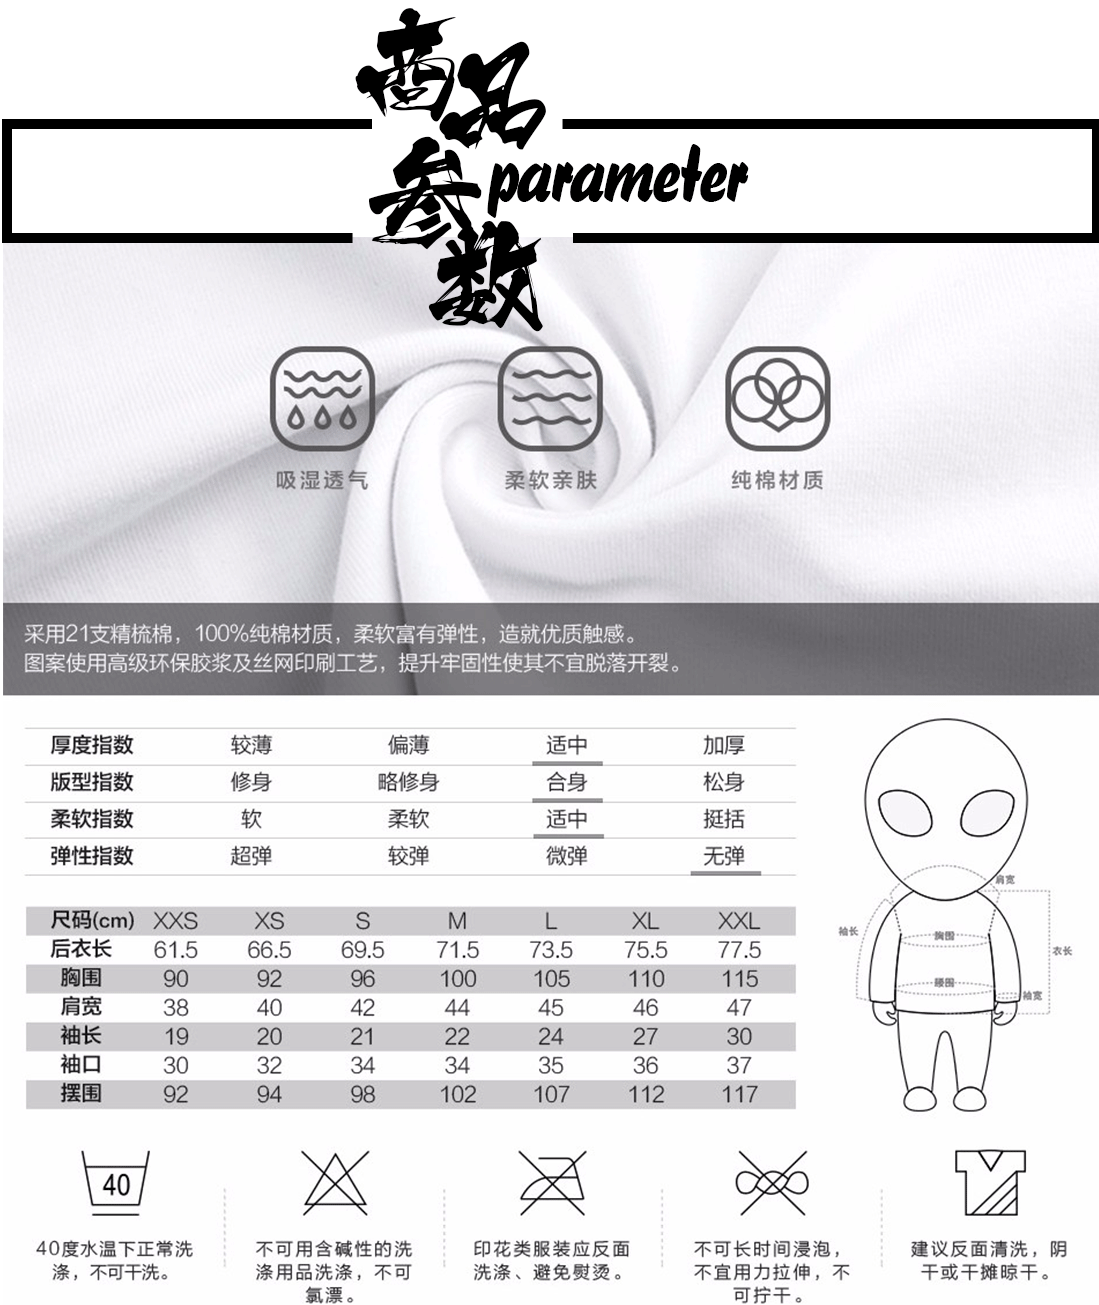 商品
参 parameter
数
吸湿透气 柔软亲肤 纯棉材质
采用21支精梳棉，100%纯棉材质，柔软富有弹性，造就优质触感。
图案使用高级环保胶浆及丝网印刷工艺，提升牢固性使其不宜脱落开裂。
厚度指数 较薄 偏薄 适中 加厚
版型指数 修身 略修身 合身 松身
柔软指数 软 柔软 适中 挺括
弹性指数 超弹 较弹 微弹 无弹
肩宽
袖长
胸围
衣长
腰围
袖宽
尺码(cm) XXS XS S M L XL XXL
后衣长 61.5 66.5 69.5 71.5 73.5 75.5 77.5
胸围 90 92 96 100 105 110 115
肩宽 38 40 42 44 45 46 47
袖长 19 20 21 22 24 27 30
袖口 30 32 34 34 35 36 37
摆围 92 94 98 102 107 112 117
40
40度水温下正常洗
涤，不可干洗。
不可用含碱性的洗
涤用品洗涤，不可
氯漂。
印花类服装应反面
洗涤、避免熨烫。
不可长时间浸泡，
不宜用力拉伸，不
可拧干。
建议反面清洗，阴
干或干摊晾干。